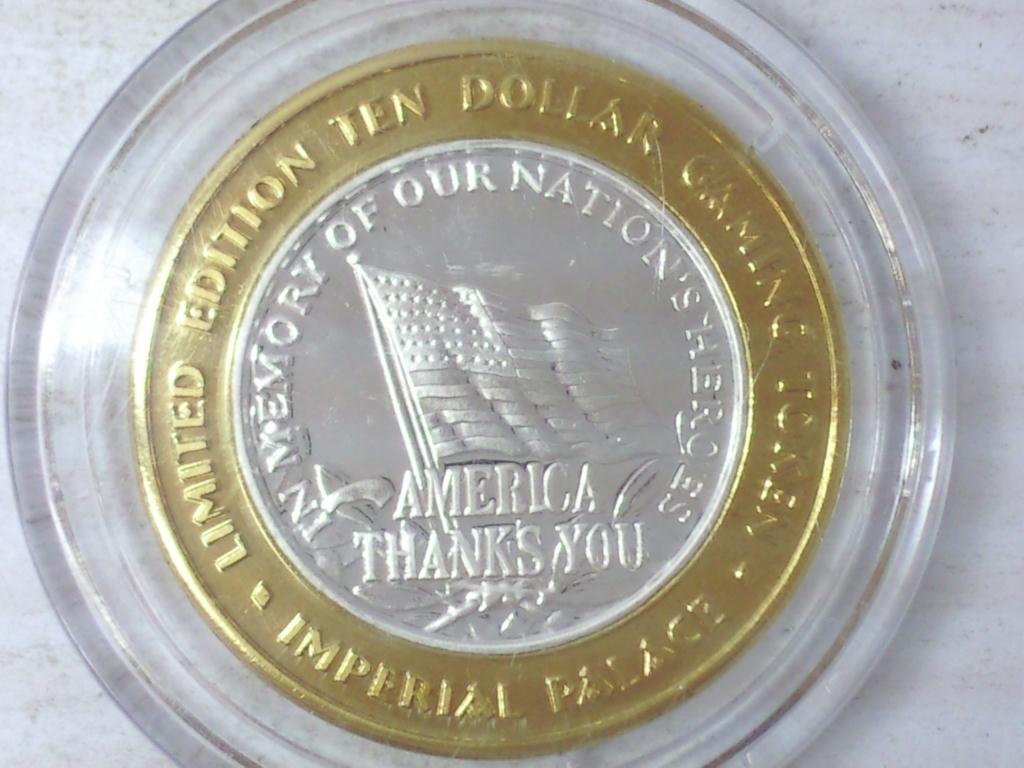 LIMITED EDITION TEN DOLLAR GAMING TOKEN
IN MEMORY OF OUR NATION'S HEROES
AMERICA
THANKS YOU
• IMPERIAL PALACE •